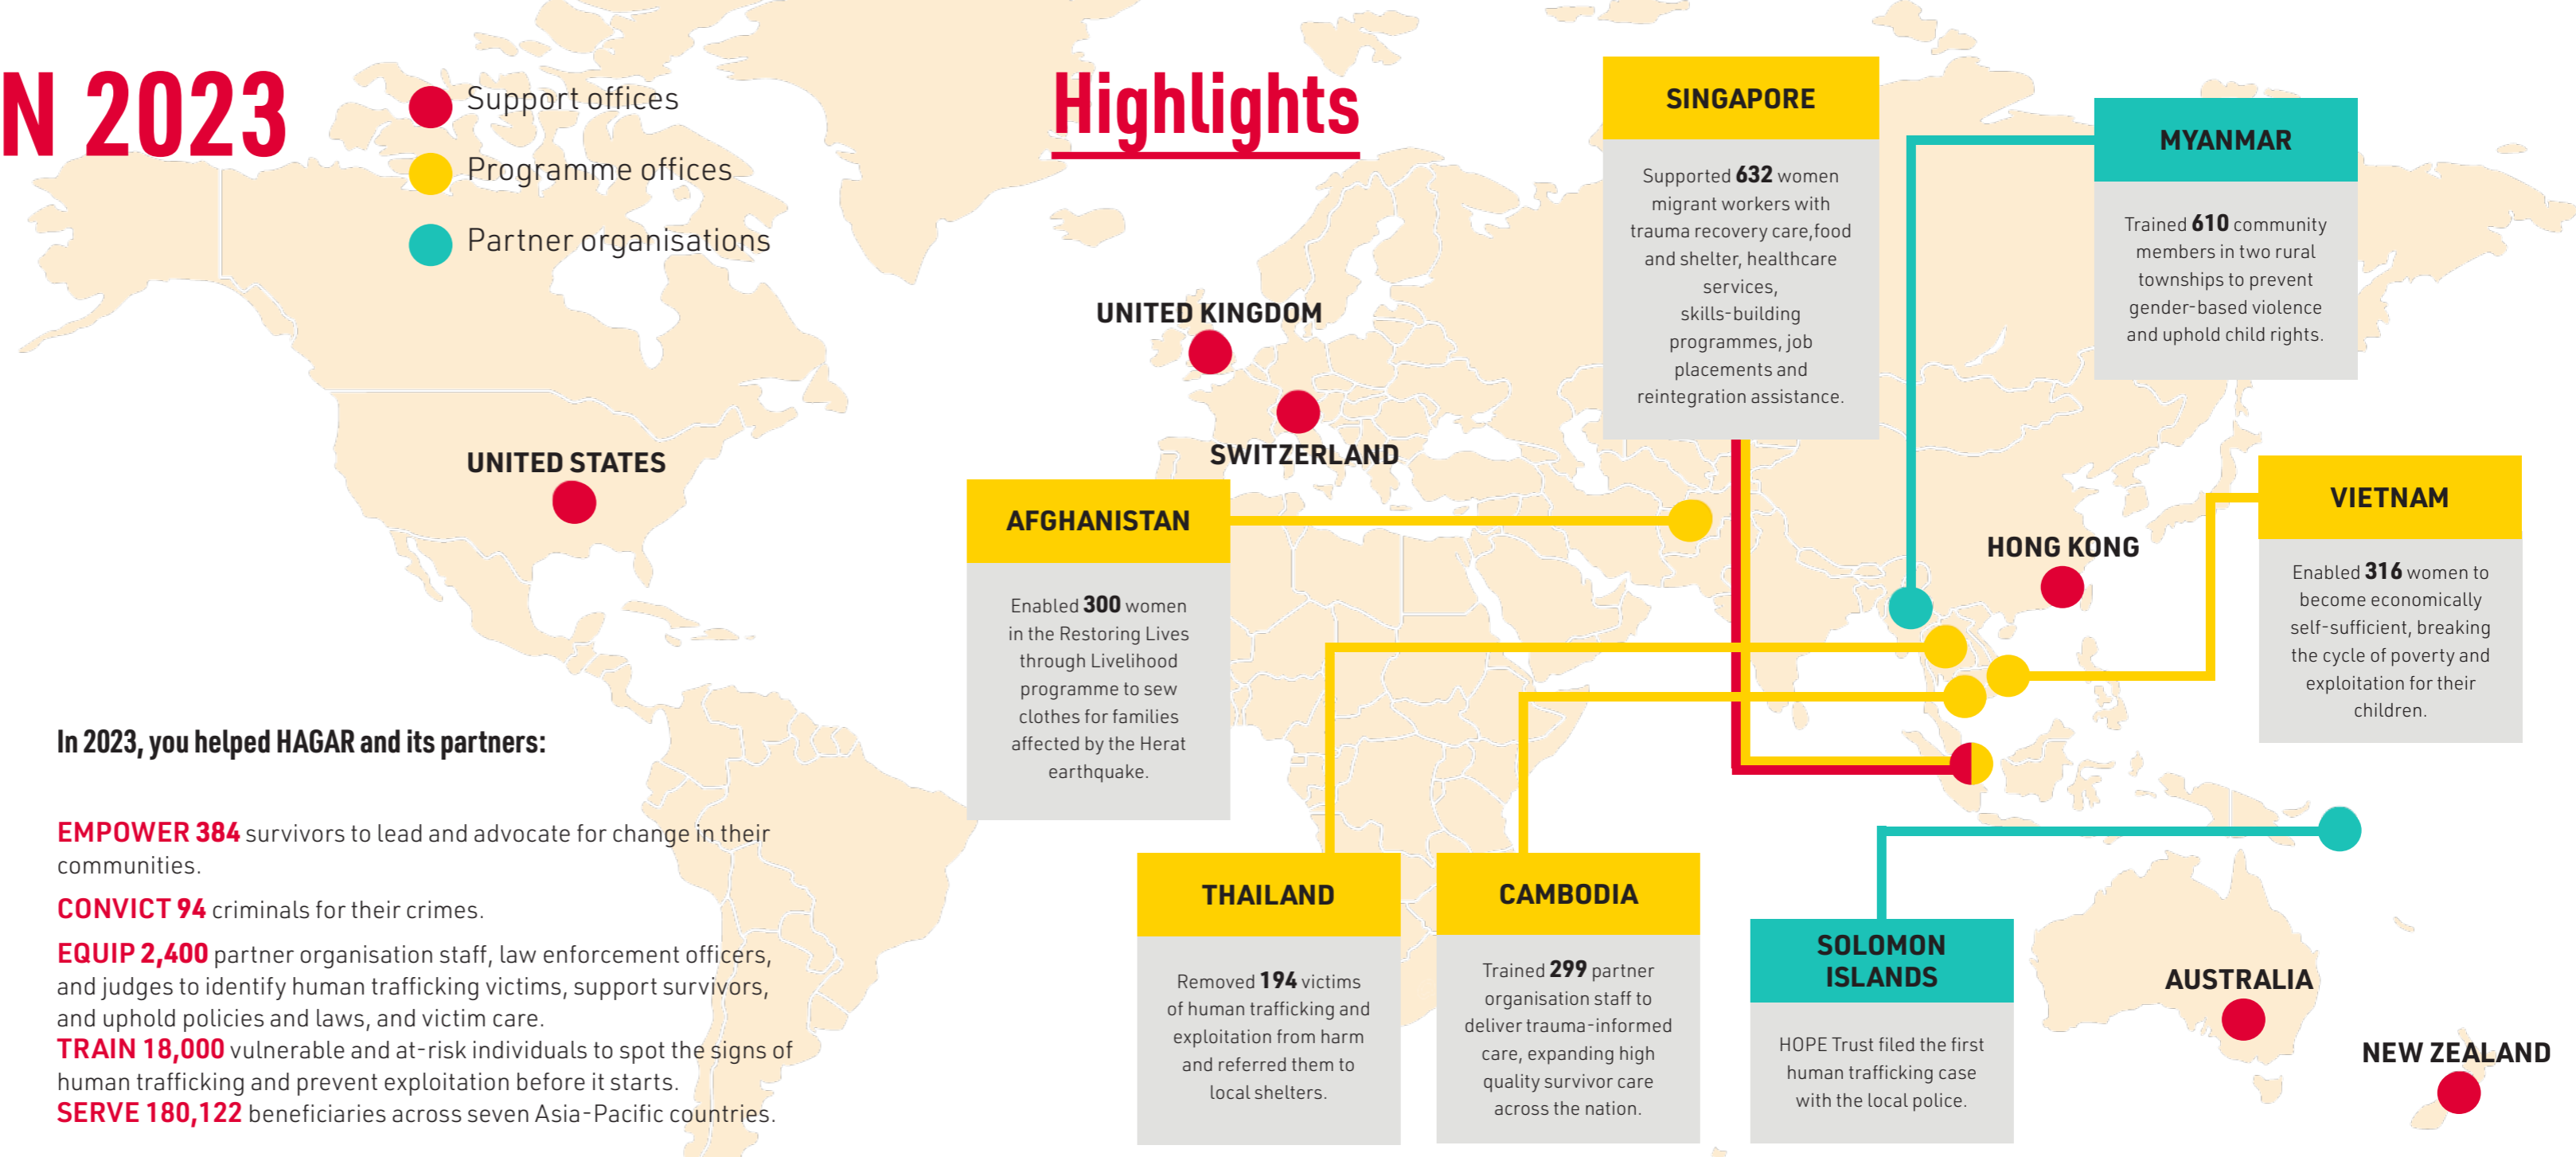 N 2023
Support offices
Programme offices
Partner organisations
Highlights
UNITED STATES
UNITED KINGDOM
SWITZERLAND
HONG KONG
AUSTRALIA
NEW ZEALAND
In 2023, you helped HAGAR and its partners:
EMPOWER 384 survivors to lead and advocate for change in their
communities.
CONVICT 94 criminals for their crimes.
EQUIP 2,400 partner organisation staff, law enforcement officers,
and judges to identify human trafficking victims, support survivors,
and uphold policies and laws, and victim care.
TRAIN 18,000 vulnerable and at-risk individuals to spot the signs of
human trafficking and prevent exploitation before it starts.
SERVE 180,122 beneficiaries across seven Asia-Pacific countries.
AFGHANISTAN
Enabled 300 women
in the Restoring Lives
through Livelihood
programme to sew
clothes for families
affected by the Herat
earthquake.
SINGAPORE
Supported 632 women
migrant workers with
trauma recovery care,food
and shelter, healthcare
services,
skills-building
programmes, job
placements and
reintegration assistance.
MYANMAR
Trained 610 community
members in two rural
townships to prevent
gender-based violence
and uphold child rights.
VIETNAM
Enabled 316 women to
become economically
self-sufficient, breaking
the cycle of poverty and
exploitation for their
children.
THAILAND
Removed 194 victims
of human trafficking and
exploitation from harm
and referred them to
local shelters.
CAMBODIA
Trained 299 partner
organisation staff to
deliver trauma-informed
care, expanding high
quality survivor care
across the nation.
SOLOMON
ISLANDS
HOPE Trust filed the first
human trafficking case
with the local police.